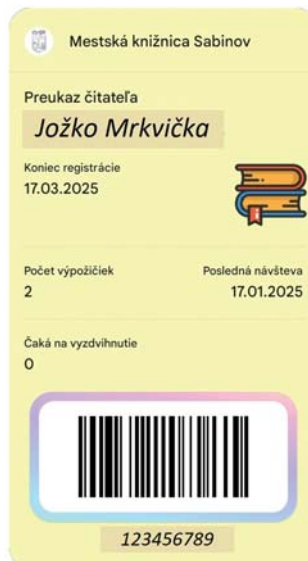 Mestská knižnica Sabinov
Preukaz čitateľa
Jožko Mrkvička
Koniec registrácie
17.03.2025
Počet výpožičiek
2
Posledná návšteva
17.01.2025
Čaká na vyzdvihnutie
0
123456789